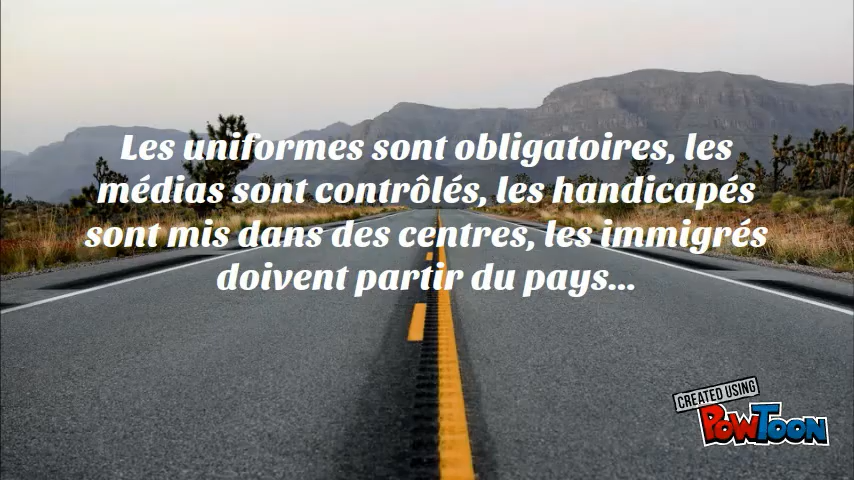 Les uniformes sont obligatoires, les
médias sont contrôlés, les handicapés
sont mis dans des centres, les immigrés
doivent partir du pays...
CREATED USING
POWTOON